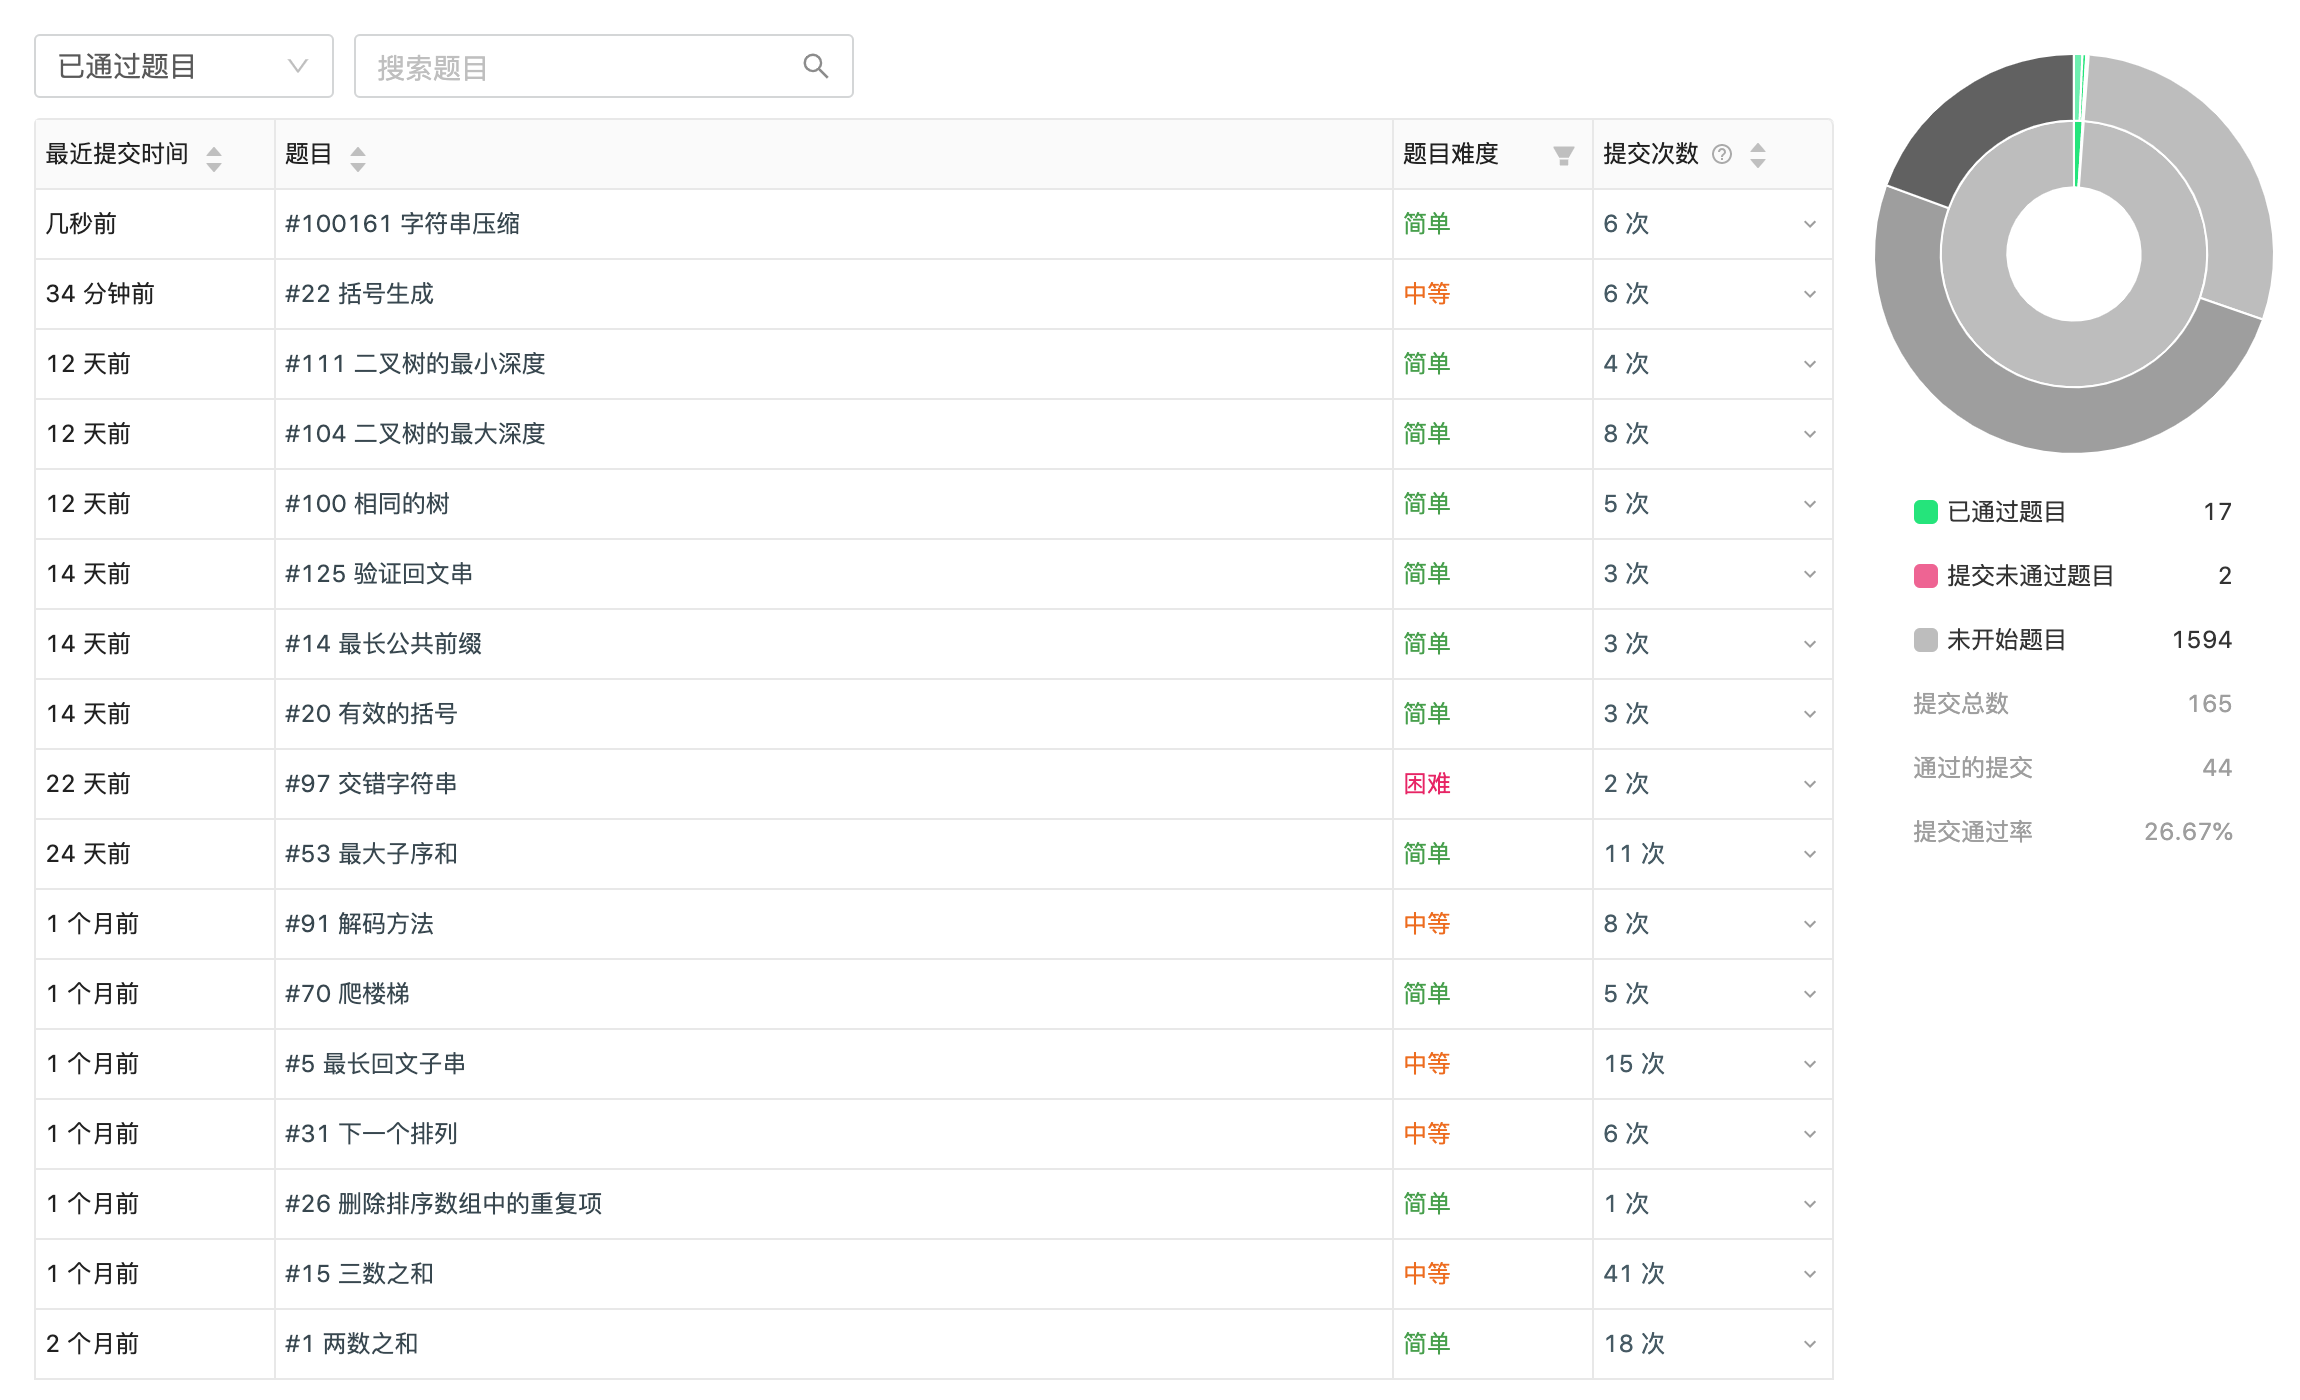 已通过题目
搜索题目
最近提交时间 题目 题目难度 提交次数 ?
几秒前 #100161 字符串压缩 简单 6 次
34 分钟前 #22 括号生成 中等 6 次
12 天前 #111 二叉树的最小深度 简单 4 次
12 天前 #104 二叉树的最大深度 简单 8 次
12 天前 #100 相同的树 简单 5 次
14 天前 #125 验证回文串 简单 3 次
14 天前 #14 最长公共前缀 简单 3 次
14 天前 #20 有效的括号 简单 3 次
22 天前 #97 交错字符串 困难 2 次
24 天前 #53 最大子序和 简单 11 次
1 个月前 #91 解码方法 中等 8 次
1 个月前 #70 爬楼梯 简单 5 次
1 个月前 #5 最长回文子串 中等 15 次
1 个月前 #31 下一个排列 中等 6 次
1 个月前 #26 删除排序数组中的重复项 简单 1 次
1 个月前 #15 三数之和 中等 41 次
2 个月前 #1 两数之和 简单 18 次
已通过题目 17
提交未通过题目 2
未开始题目 1594
提交总数 165
通过的提交 44
提交通过率 26.67%